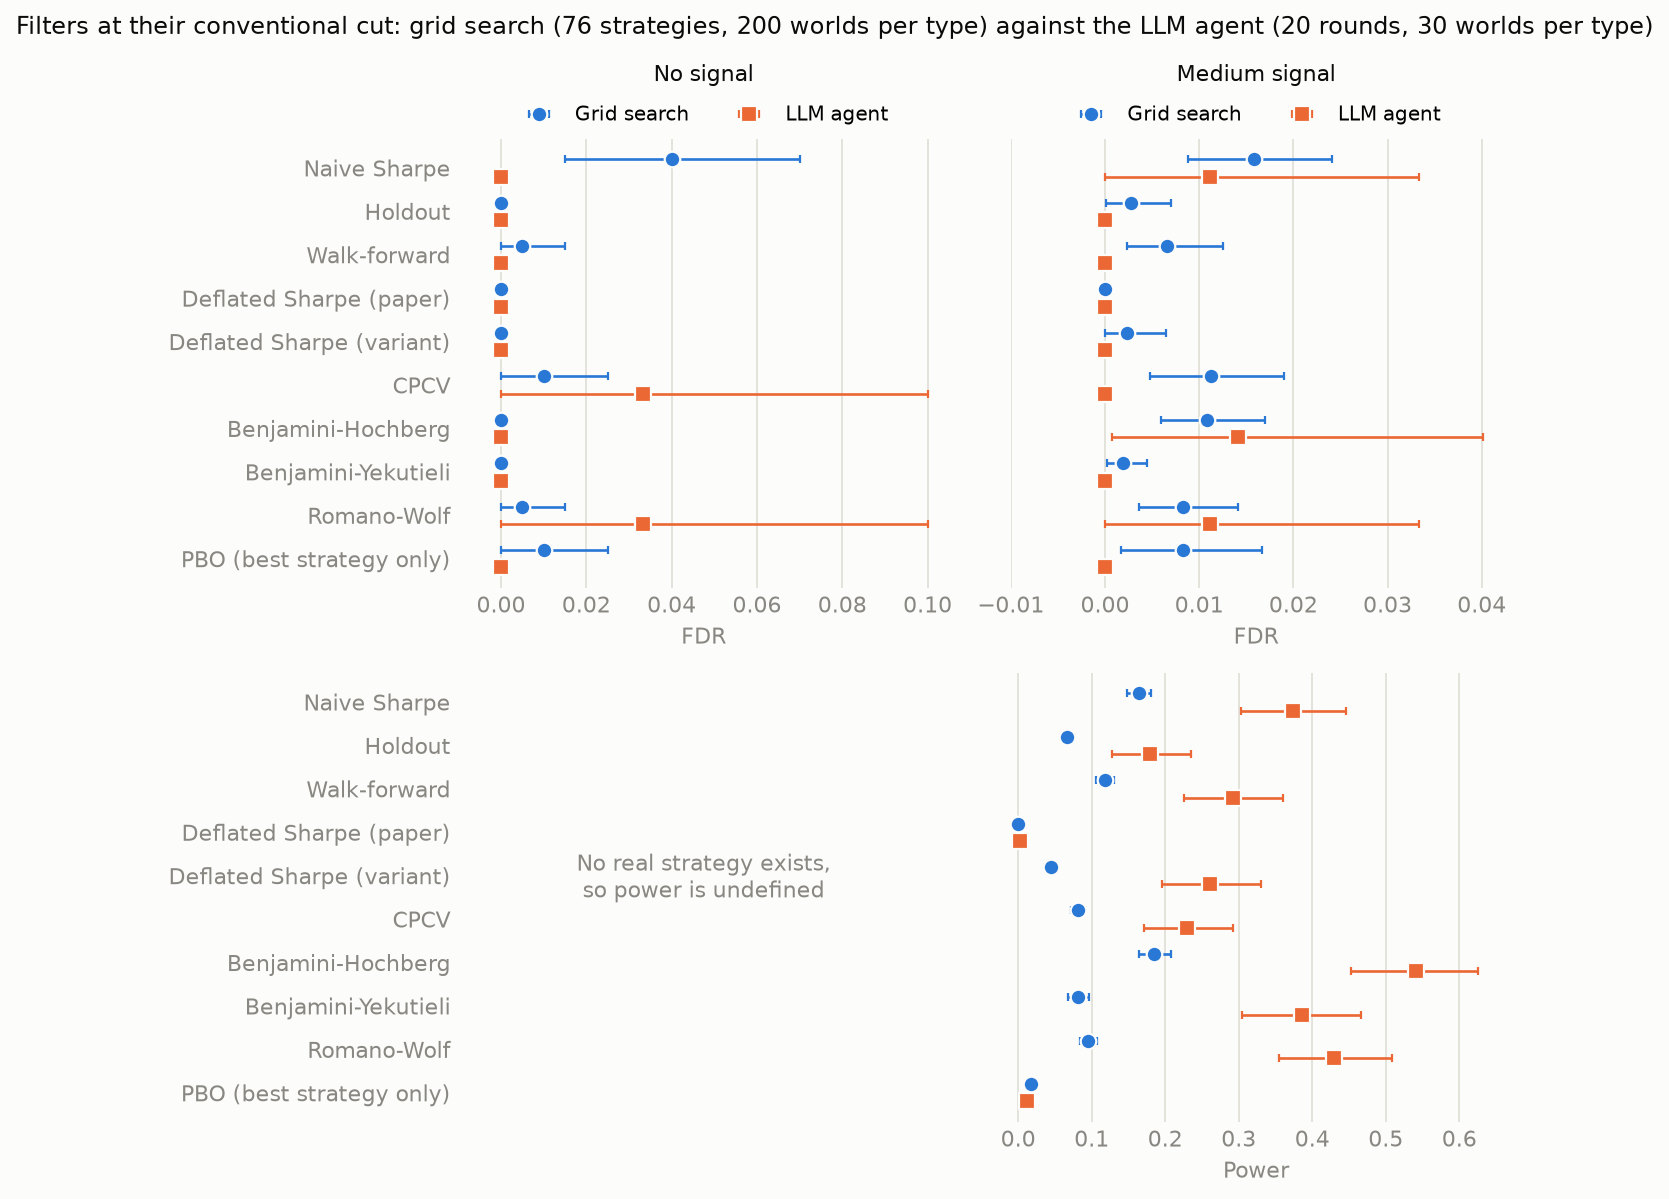 Filters at their conventional cut: grid search (76 strategies, 200 worlds per type) against the LLM agent (20 rounds, 30 worlds per type)
No signal
Medium signal
Grid search
LLM agent
Grid search
LLM agent
Naive Sharpe
Holdout
Walk-forward
Deflated Sharpe (paper)
Deflated Sharpe (variant)
CPCV
Benjamini-Hochberg
Benjamini-Yekutieli
Romano-Wolf
PBO (best strategy only)
0.00 0.02 0.04 0.06 0.08 0.10
FDR
−0.01 0.00 0.01 0.02 0.03 0.04
FDR
Naive Sharpe
Holdout
Walk-forward
Deflated Sharpe (paper)
Deflated Sharpe (variant)
CPCV
Benjamini-Hochberg
Benjamini-Yekutieli
Romano-Wolf
PBO (best strategy only)
No real strategy exists,
so power is undefined
0.0 0.1 0.2 0.3 0.4 0.5 0.6
Power